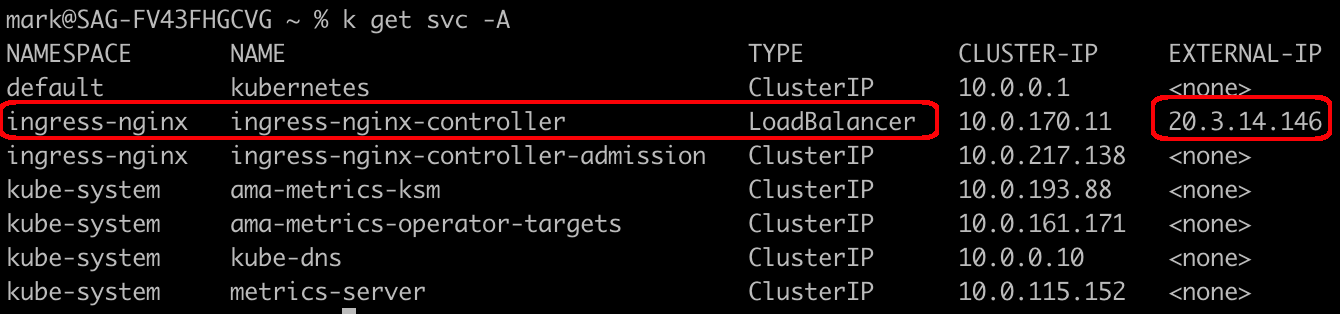 mark@SAG-FV43FHGCVG ~ % k get svc -A
NAMESPACE NAME TYPE CLUSTER-IP EXTERNAL-IP
default kubernetes ClusterIP 10.0.0.1 <none>
ingress-nginx ingress-nginx-controller LoadBalancer 10.0.170.11 20.3.14.146
ingress-nginx ingress-nginx-controller-admission ClusterIP 10.0.217.138 <none>
kube-system ama-metrics-ksm ClusterIP 10.0.193.88 <none>
kube-system ama-metrics-operator-targets ClusterIP 10.0.161.171 <none>
kube-system kube-dns ClusterIP 10.0.0.10 <none>
kube-system metrics-server ClusterIP 10.0.115.152 <none>